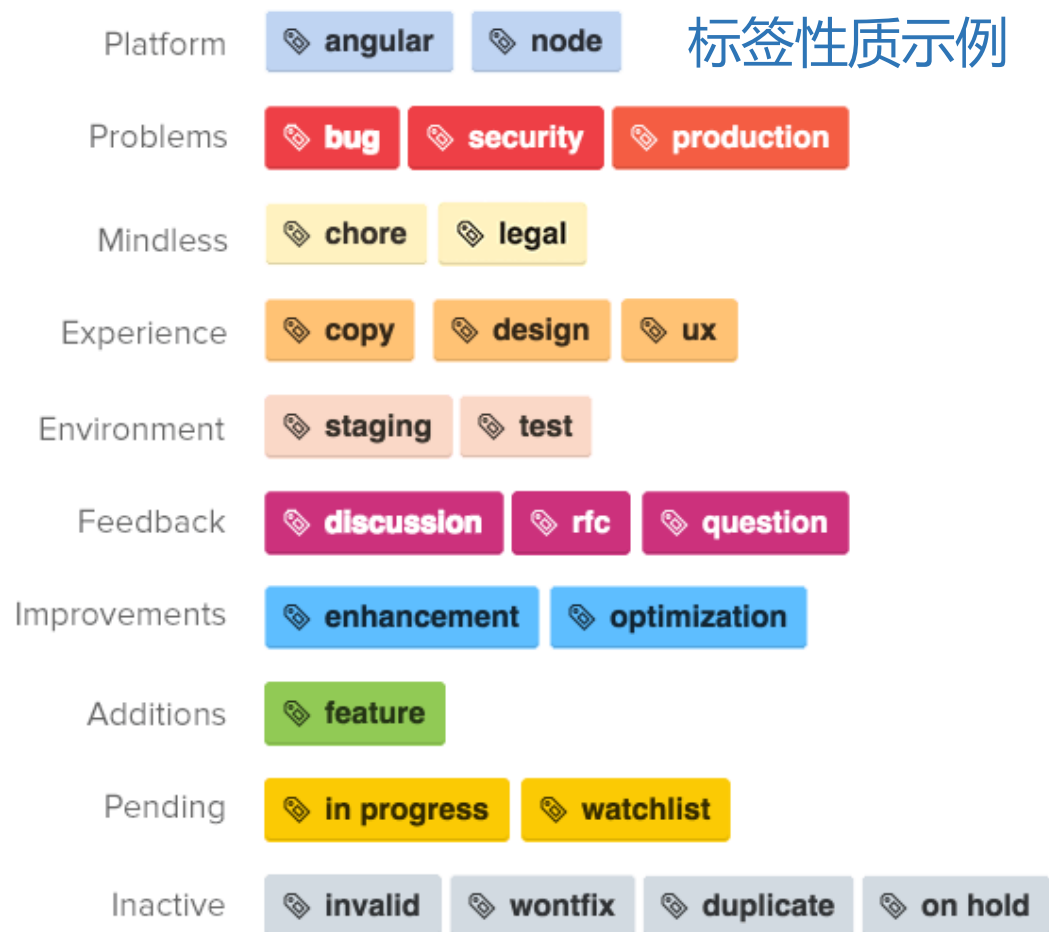 Platform angular node 标签性质示例
Problems bug security production
Mindless chore legal
Experience copy design ux
Environment staging test
Feedback discussion rfc question
Improvements enhancement optimization
Additions feature
Pending in progress watchlist
Inactive invalid wontfix duplicate on hold